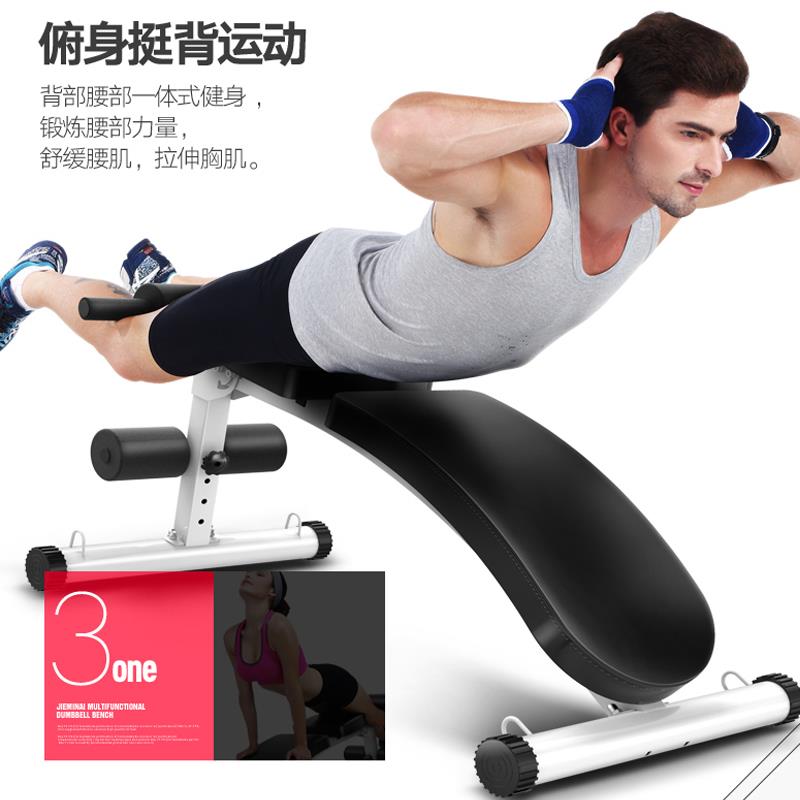 俯身挺背运动
背部腰部一体式健身，
锻炼腰部力量，
舒缓腰肌，拉伸胸肌。
3one
JIEMINAI MULTIFUNCTIONAL
DUMBBELL BENCH